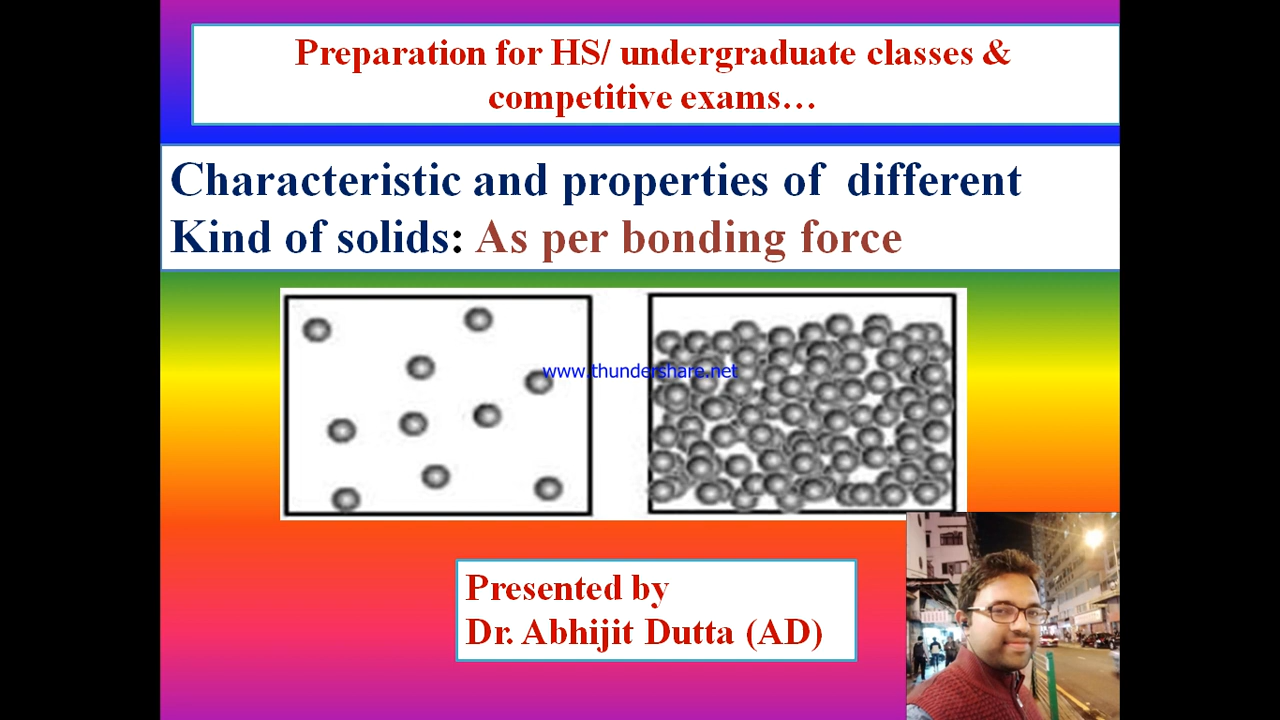 Preparation for HS/ undergraduate classes &
competitive exams…
Characteristic and properties of different
Kind of solids: As per bonding force
www.thundershare.net
Presented by
Dr. Abhijit Dutta (AD)